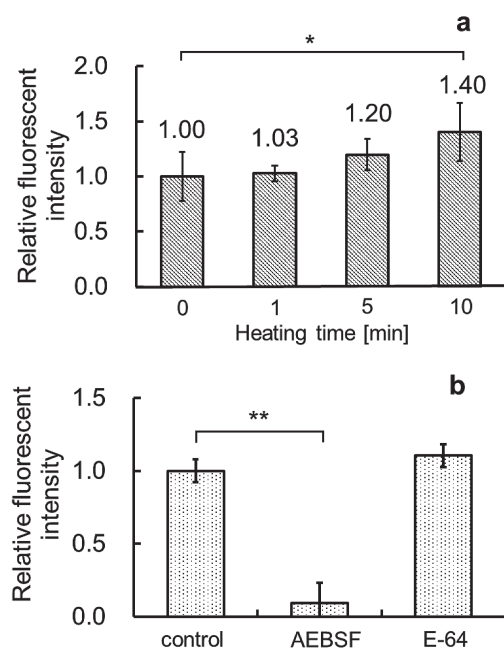 a
*
Relative fluorescent
intensity
2.0
1.5
1.0
0.5
0.0
1.00
1.03
1.20
1.40
0
1
5
10
Heating time [min]
b
**
Relative fluorescent
intensity
1.5
1.0
0.5
0.0
control
AEBSF
E-64